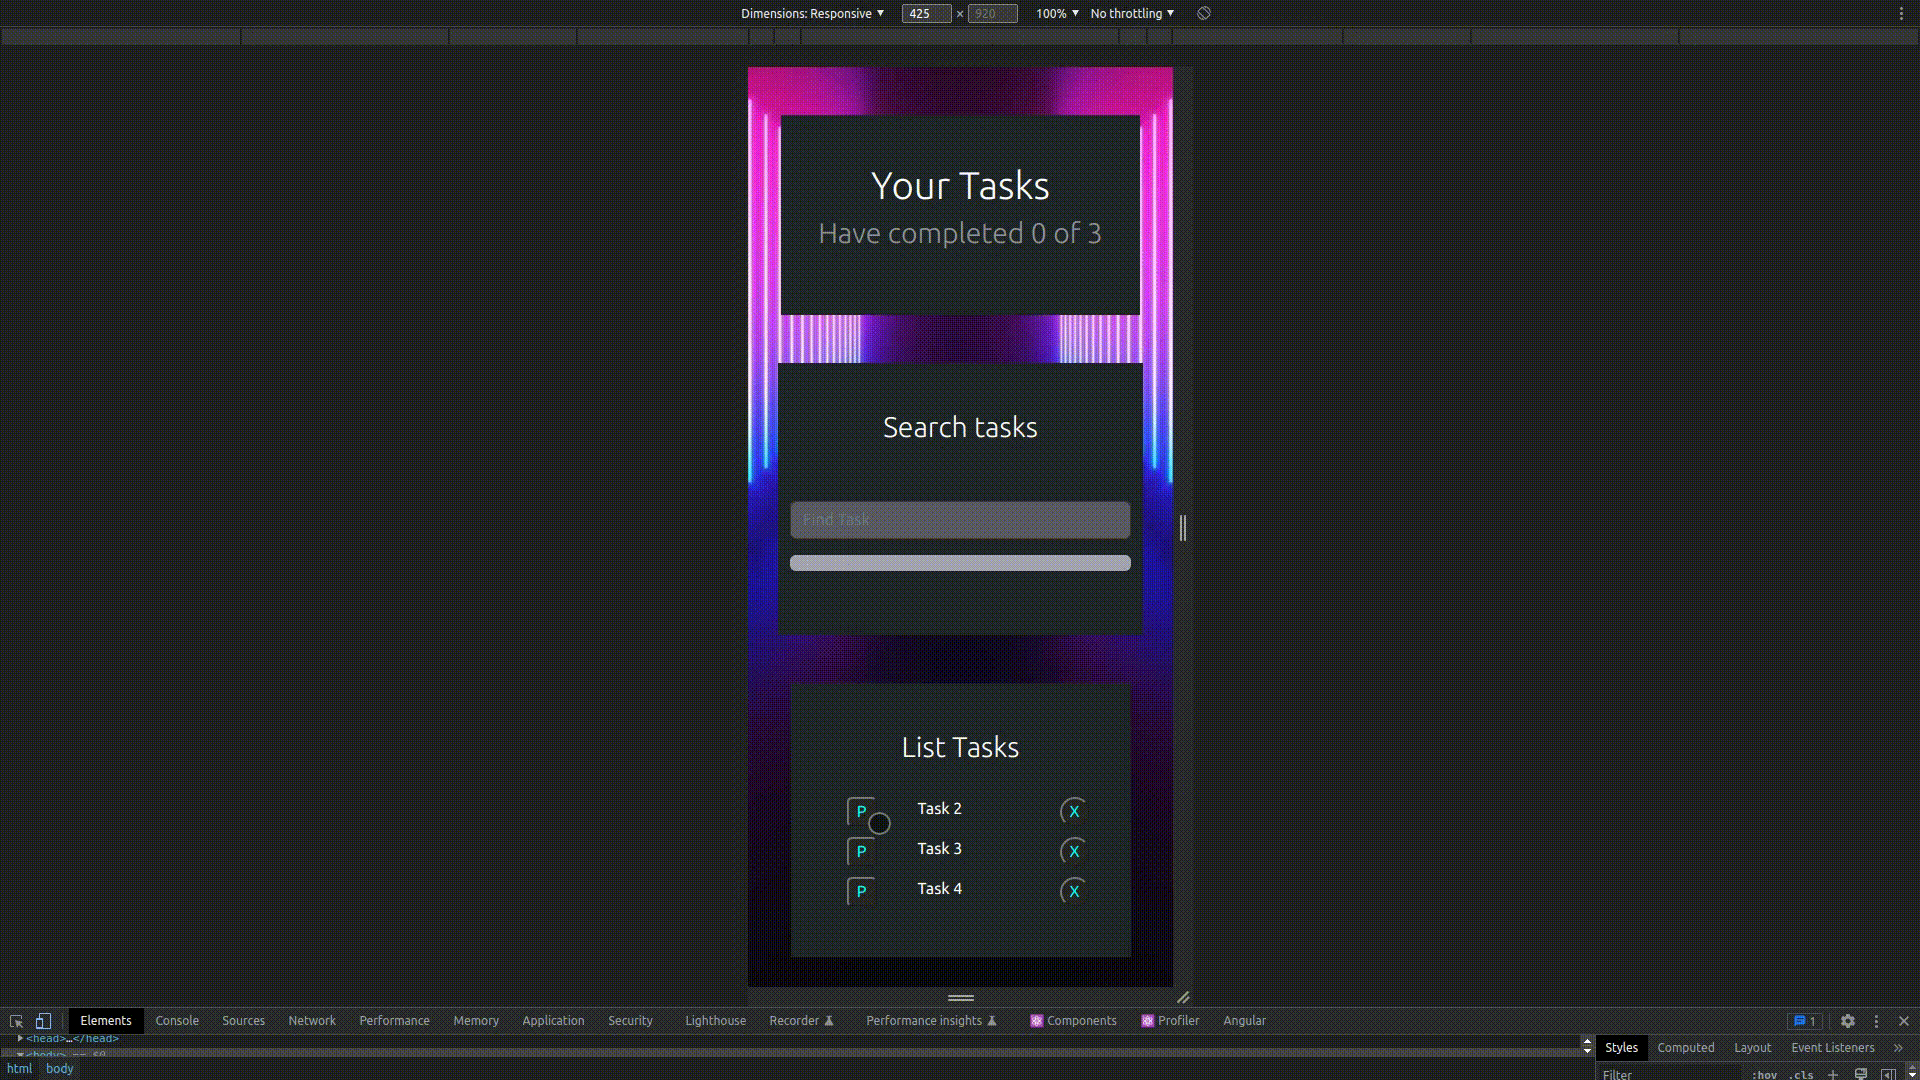 Dimensions: Responsive ▼ 425 × 920 100% ▼ No throttling ▼
Your Tasks
Have completed 0 of 3
Search tasks
Find Task
List Tasks
P Task 2 X
P Task 3 X
P Task 4 X
Elements Console Sources Network Performance Memory Application Security Lighthouse Recorder Performance insights Components Profiler Angular 1
<head>…</head>
<body> == $0
Styles Computed Layout Event Listeners »
html body
Filter :hov .cls +